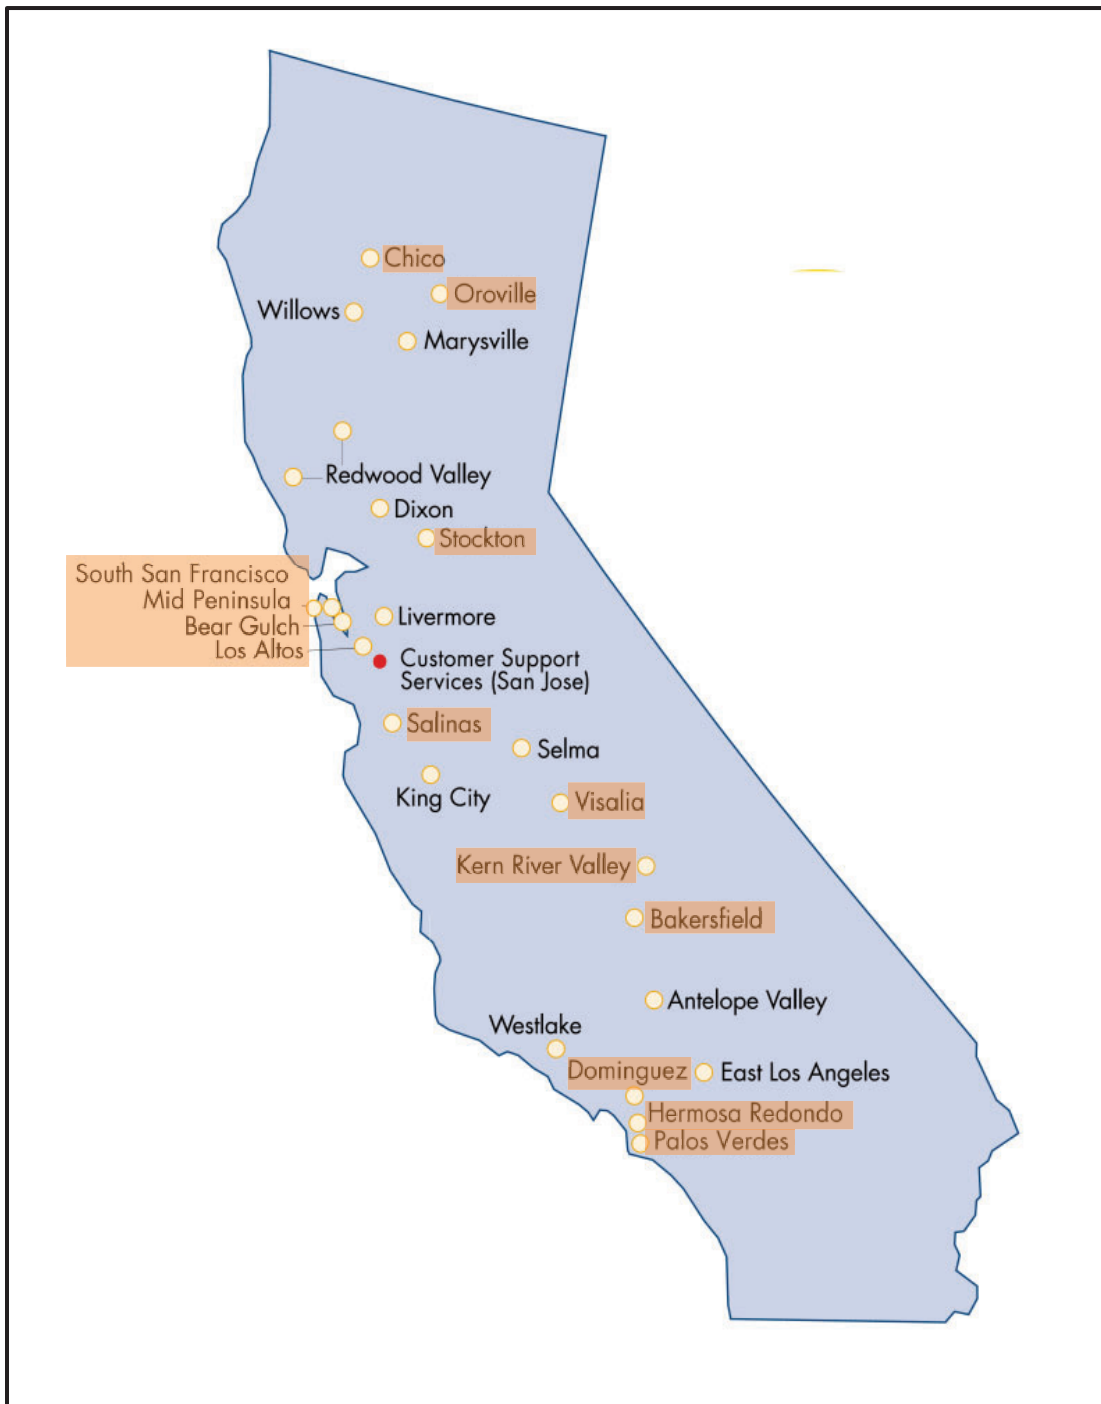 Chico
Oroville
Willows
Marysville
Redwood Valley
Dixon
Stockton
South San Francisco
Mid Peninsula
Bear Gulch
Los Altos
Livermore
Customer Support
Services (San Jose)
Salinas
Selma
King City
Visalia
Kern River Valley
Bakersfield
Antelope Valley
Westlake
Dominguez
East Los Angeles
Hermosa Redondo
Palos Verdes